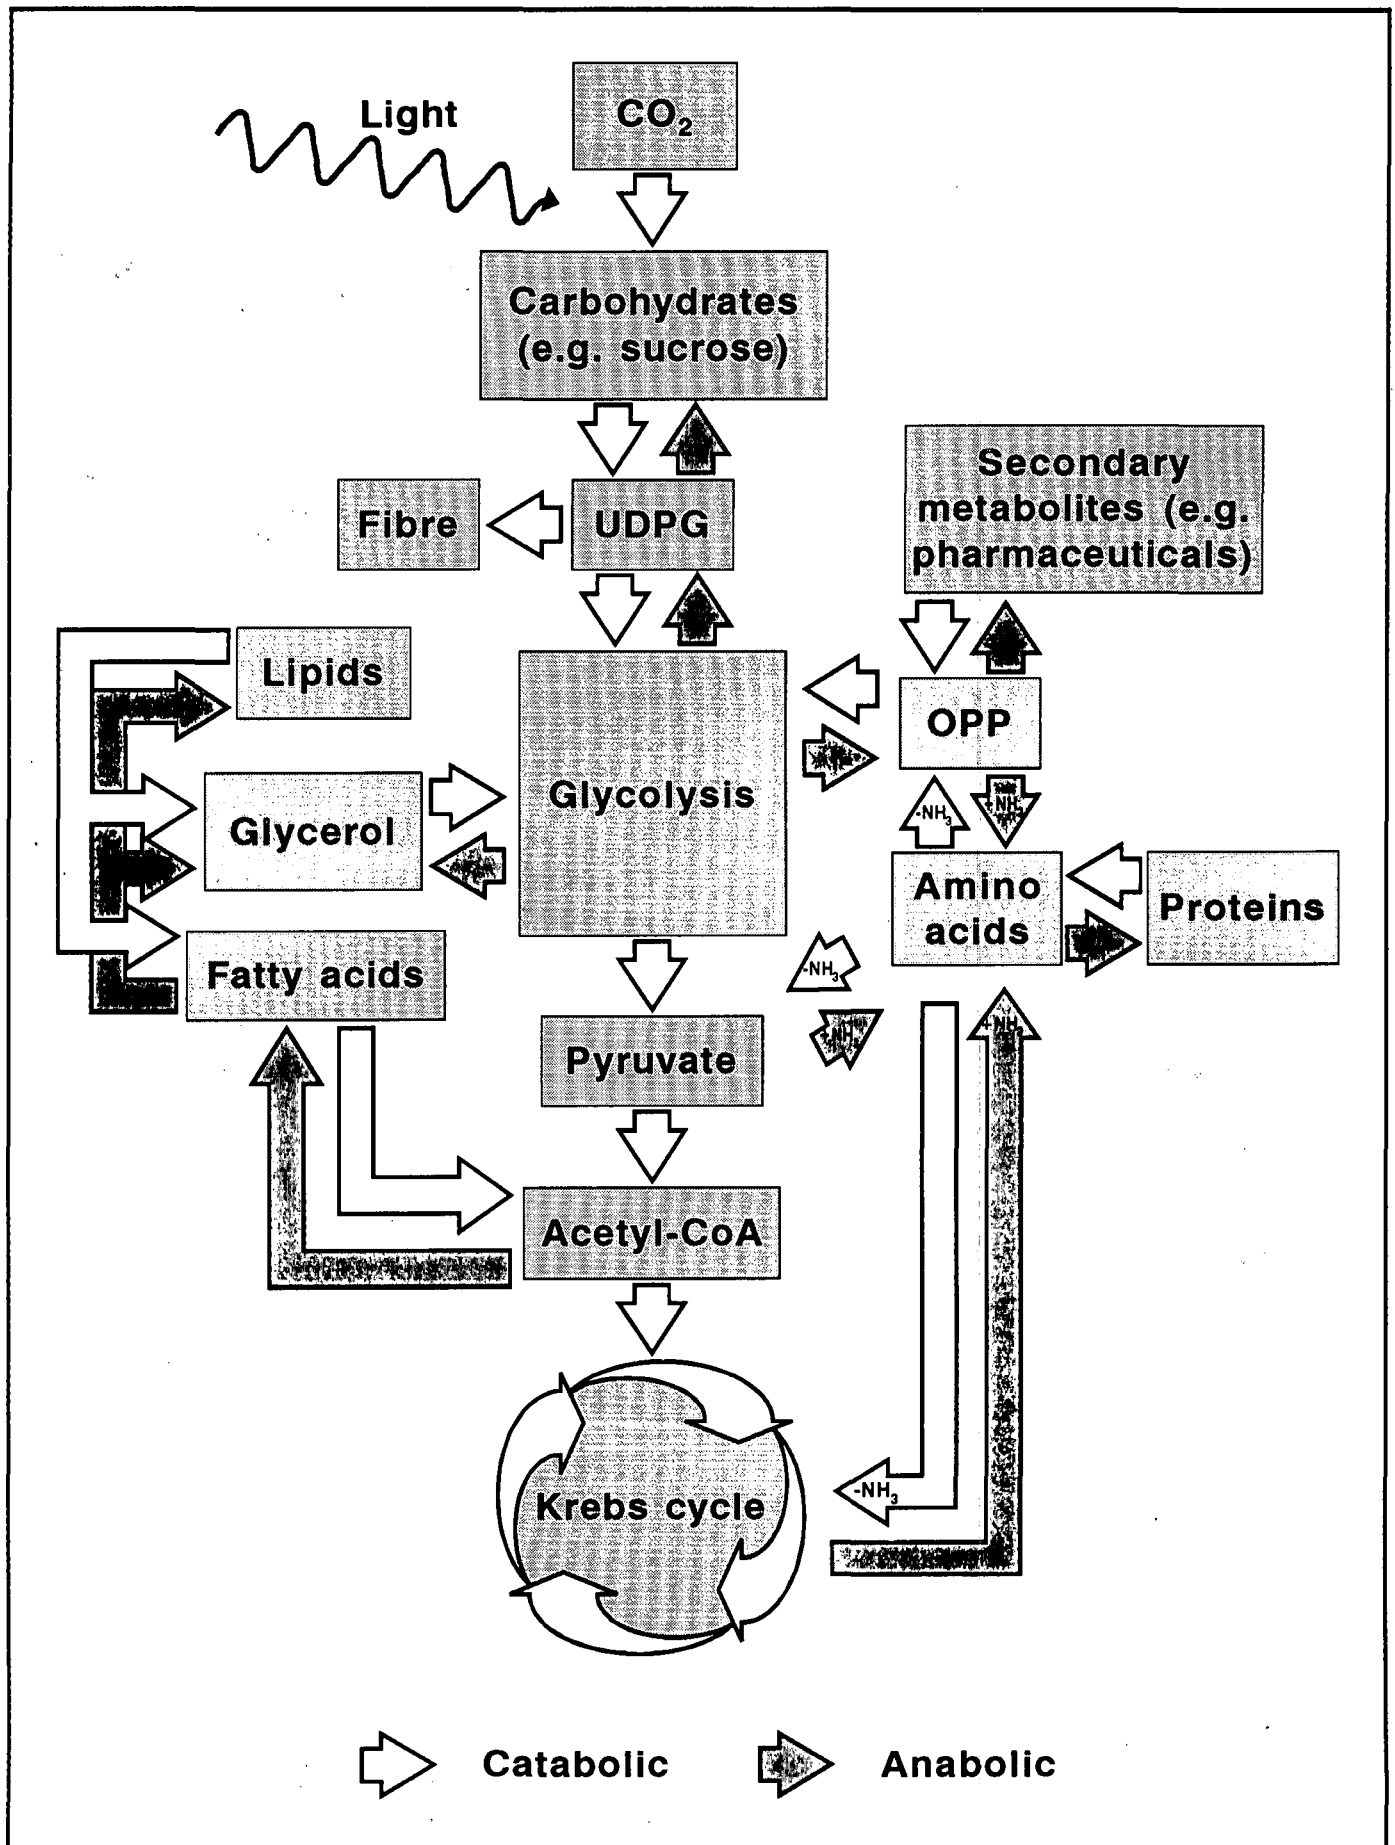 Light
CO₂
Carbohydrates
(e.g. sucrose)
Fibre
UDPG
Secondary
metabolites (e.g.
pharmaceuticals)
Lipids
OPP
Glycolysis
Glycerol
-NH₃
+NH₃
Amino
acids
Proteins
Fatty acids
-NH₃
+NH₃
Pyruvate
+NH₃
Acetyl-CoA
Krebs cycle
-NH₃
Catabolic
Anabolic